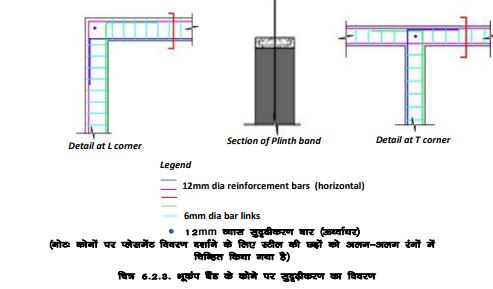 Detail at L corner
Section of Plinth band
Detail at T corner
Legend
12mm dia reinforcement bars (horizontal)
6mm dia bar links
12mm व्यास सुदृढीकरण बार (ऊर्ध्वाधर)
(नोटः कोनों पर प्लेसमेंट विवरण दर्शाने के लिए स्टील की छड़ों को अलग-अलग रंगों में
चिन्हित किया गया है)
चित्र 6.2.3. भूकंप बैंड के कोने पर सुदृढीकरण का विवरण